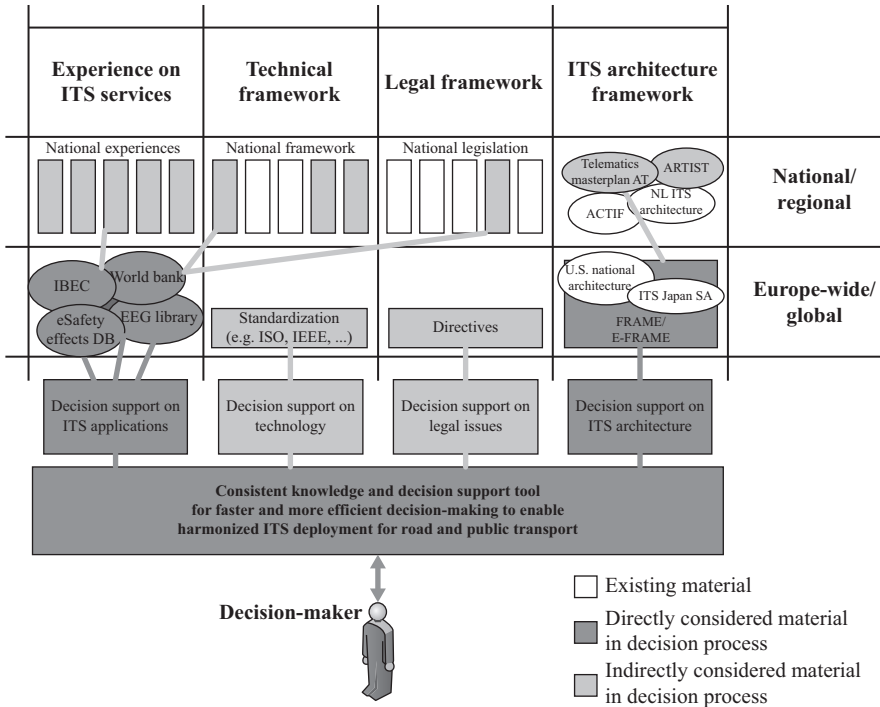 Experience on
ITS services
Technical
framework
Legal framework
ITS architecture
framework
National experiences
National framework
National legislation
Telematics
masterplan AT
ARTIST
ACTIF
NL ITS
architecture
National/
regional
IBEC
World bank
eSafety
effects DB
EEG library
Standardization
(e.g. ISO, IEEE, ...)
Directives
U.S. national
architecture
ITS Japan SA
FRAME/
E-FRAME
Europe-wide/
global
Decision support on
ITS applications
Decision support on
technology
Decision support on
legal issues
Decision support on
ITS architecture
Consistent knowledge and decision support tool
for faster and more efficient decision-making to enable
harmonized ITS deployment for road and public transport
Decision-maker
Existing material
Directly considered material
in decision process
Indirectly considered material
in decision process